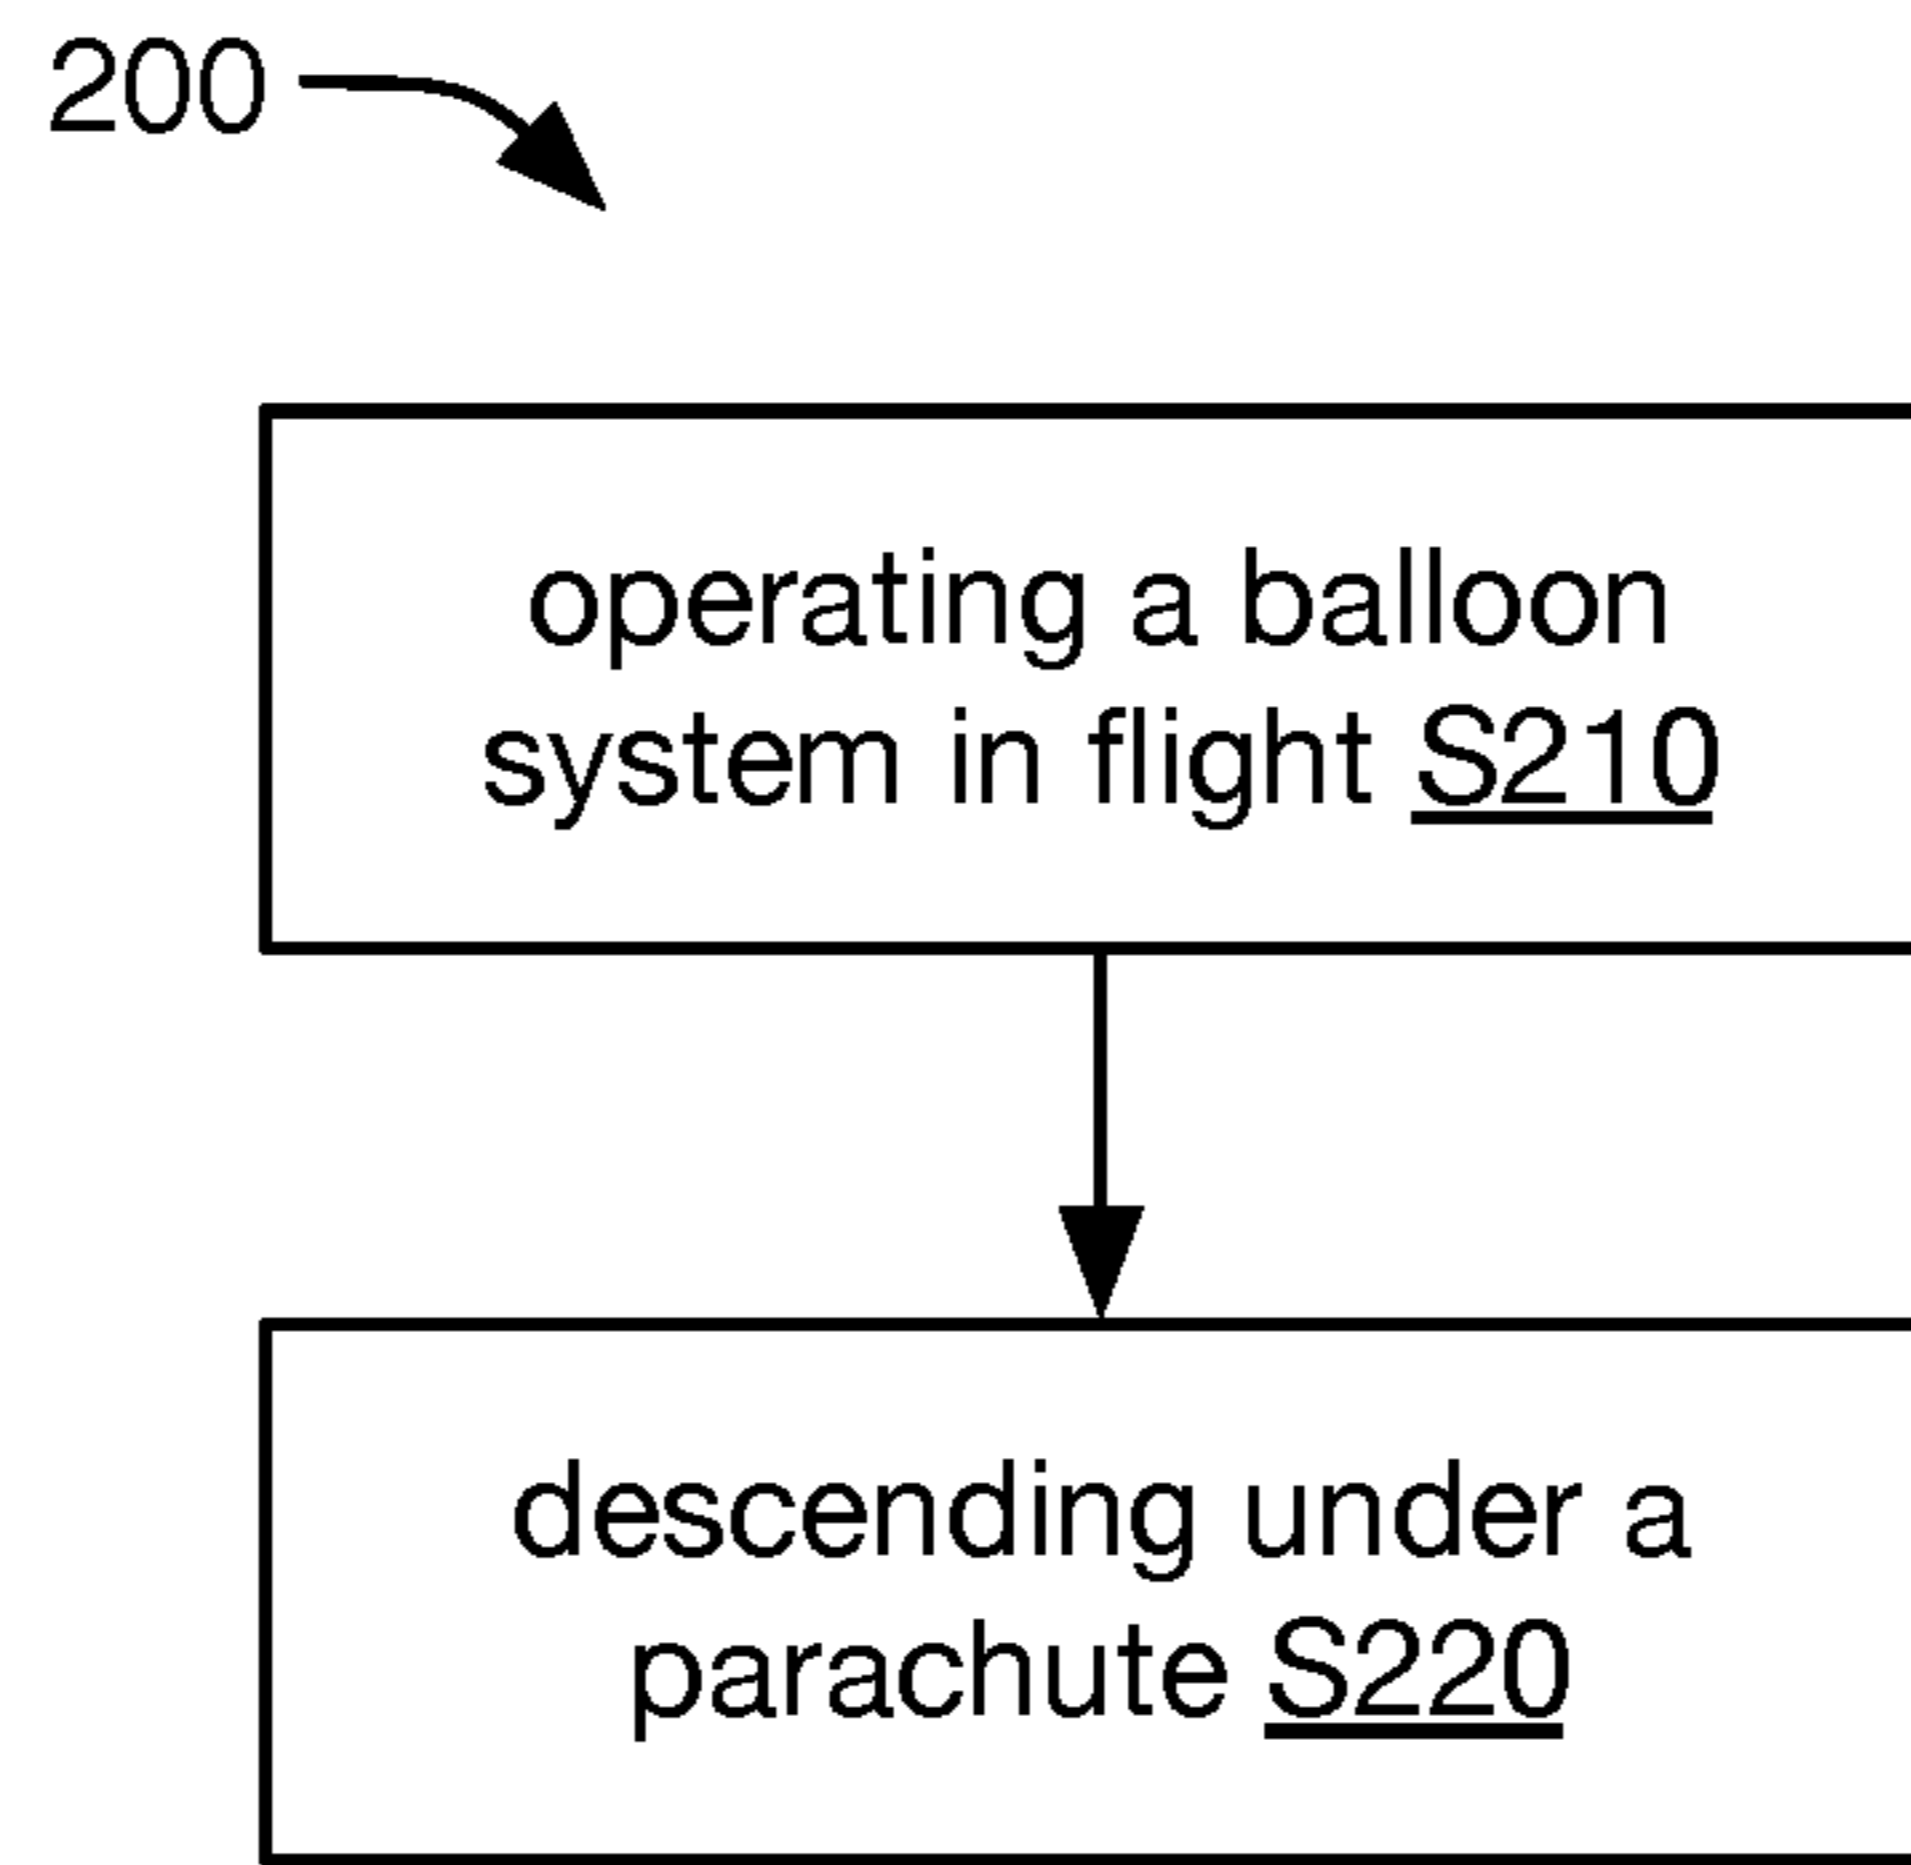 200
operating a balloon
system in flight S210
descending under a
parachute S220